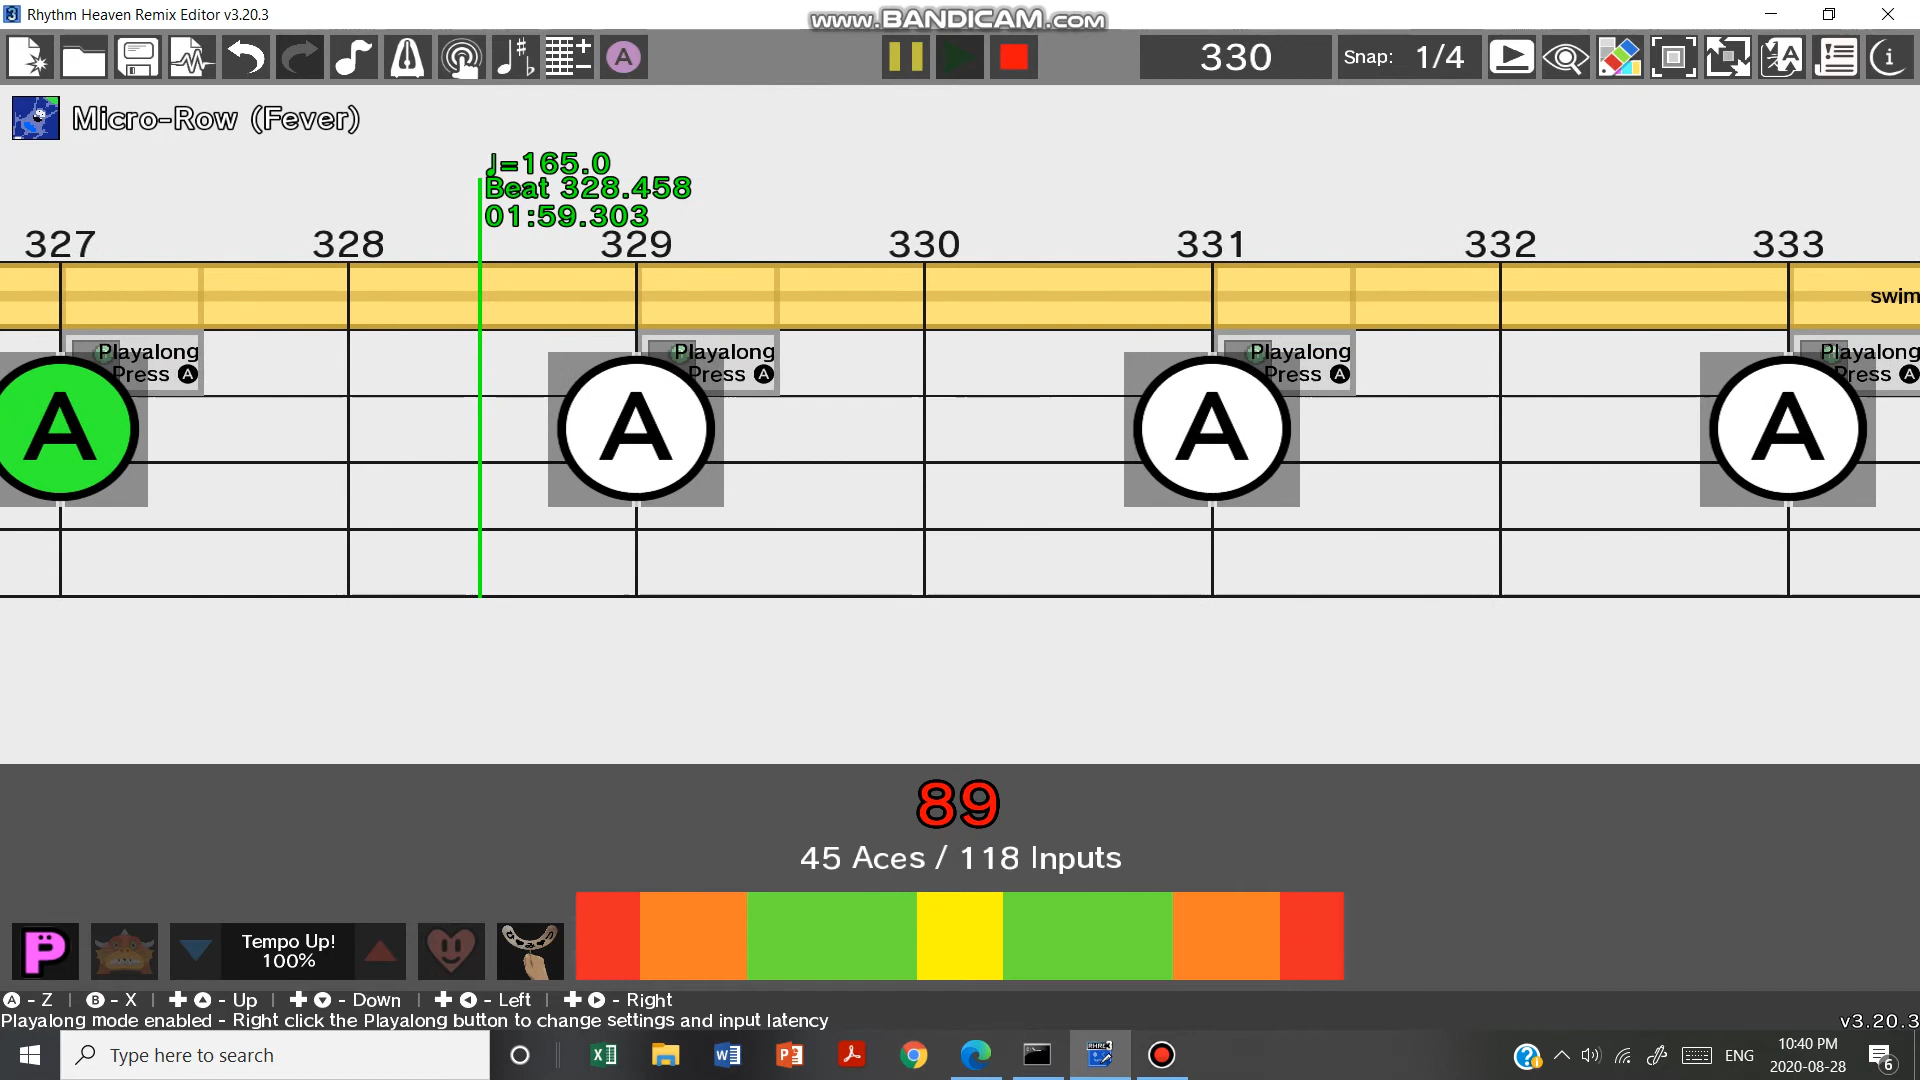 Rhythm Heaven Remix Editor v3.20.3
www.BANDICAM.com
A
330
Snap: 1/4
A
i
Micro-Row (Fever)
♩=165.0
Beat 328.458
01:59.303
327 328 329 330 331 332 333
swim
Playalong Playalong Playalong Playalong
Press A Press A Press A Press A
A A A A
89
45 Aces / 118 Inputs
P
Tempo Up!
100%
A - Z | B - X | - Up | - Down | - Left | - Right
Playalong mode enabled - Right click the Playalong button to change settings and input latency
v3.20.3
Type here to search
RHRE3
ENG
10:40 PM
2020-08-28
6